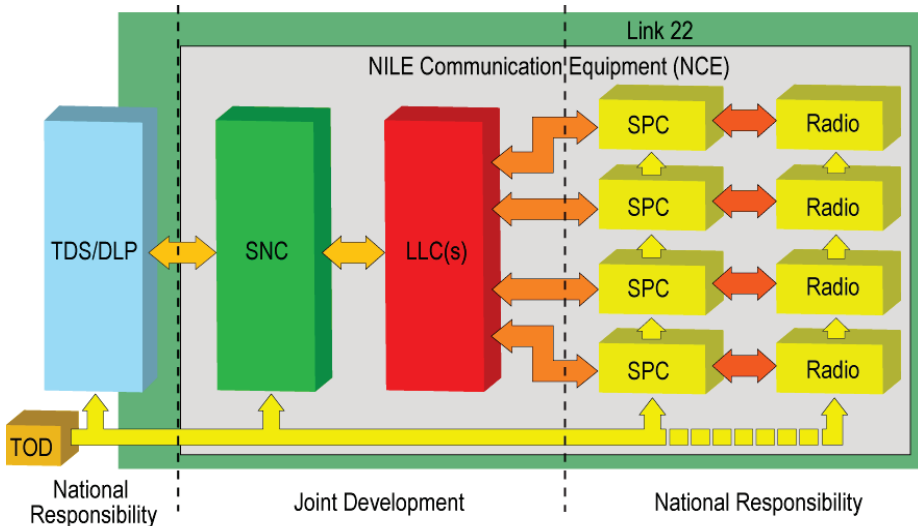 Link 22
NILE Communication Equipment (NCE)
TDS/DLP
SNC
LLC(s)
SPC
Radio
SPC
Radio
SPC
Radio
SPC
Radio
TOD
National
Responsibility
Joint Development
National Responsibility